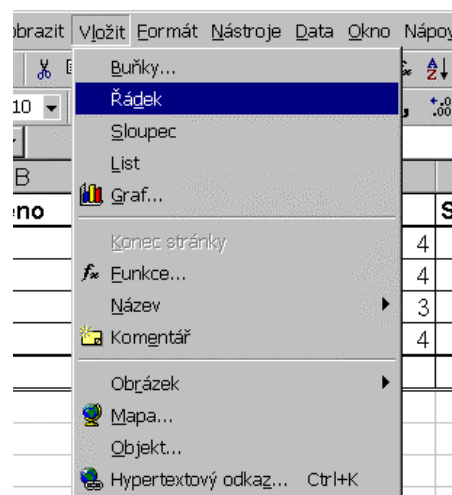 obrazit Vložit Formát Nástroje Data Okno Nápov
10
Buňky...
Řádek
Sloupec
List
Graf...
Konec stránky
Funkce...
Název
Komentář
Obrázek
Mapa...
Objekt...
Hypertextový odkaz... Ctrl+K
B
no S
4
4
3
4